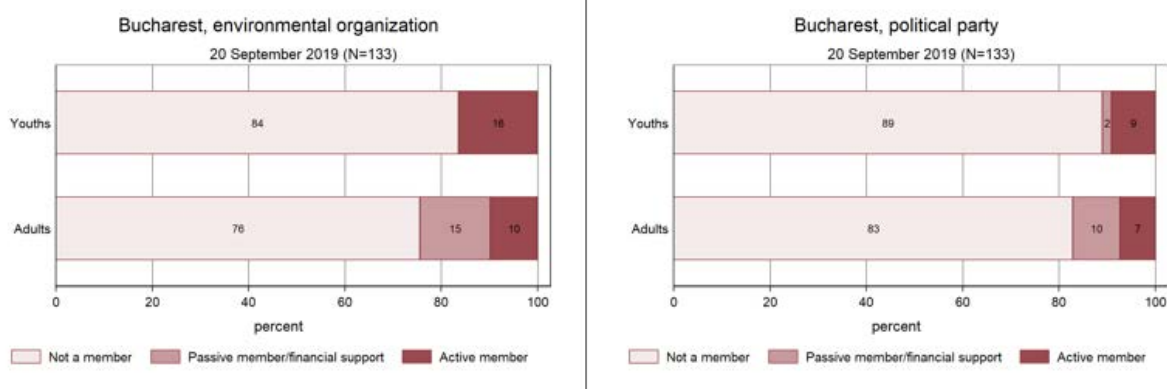 Bucharest, environmental organization
20 September 2019 (N=133)
Youths
84
16
Adults
76
15
10
0 20 40 60 80 100
percent
Not a member Passive member/financial support Active member
Bucharest, political party
20 September 2019 (N=133)
Youths
89
2
9
Adults
83
10
7
0 20 40 60 80 100
percent
Not a member Passive member/financial support Active member